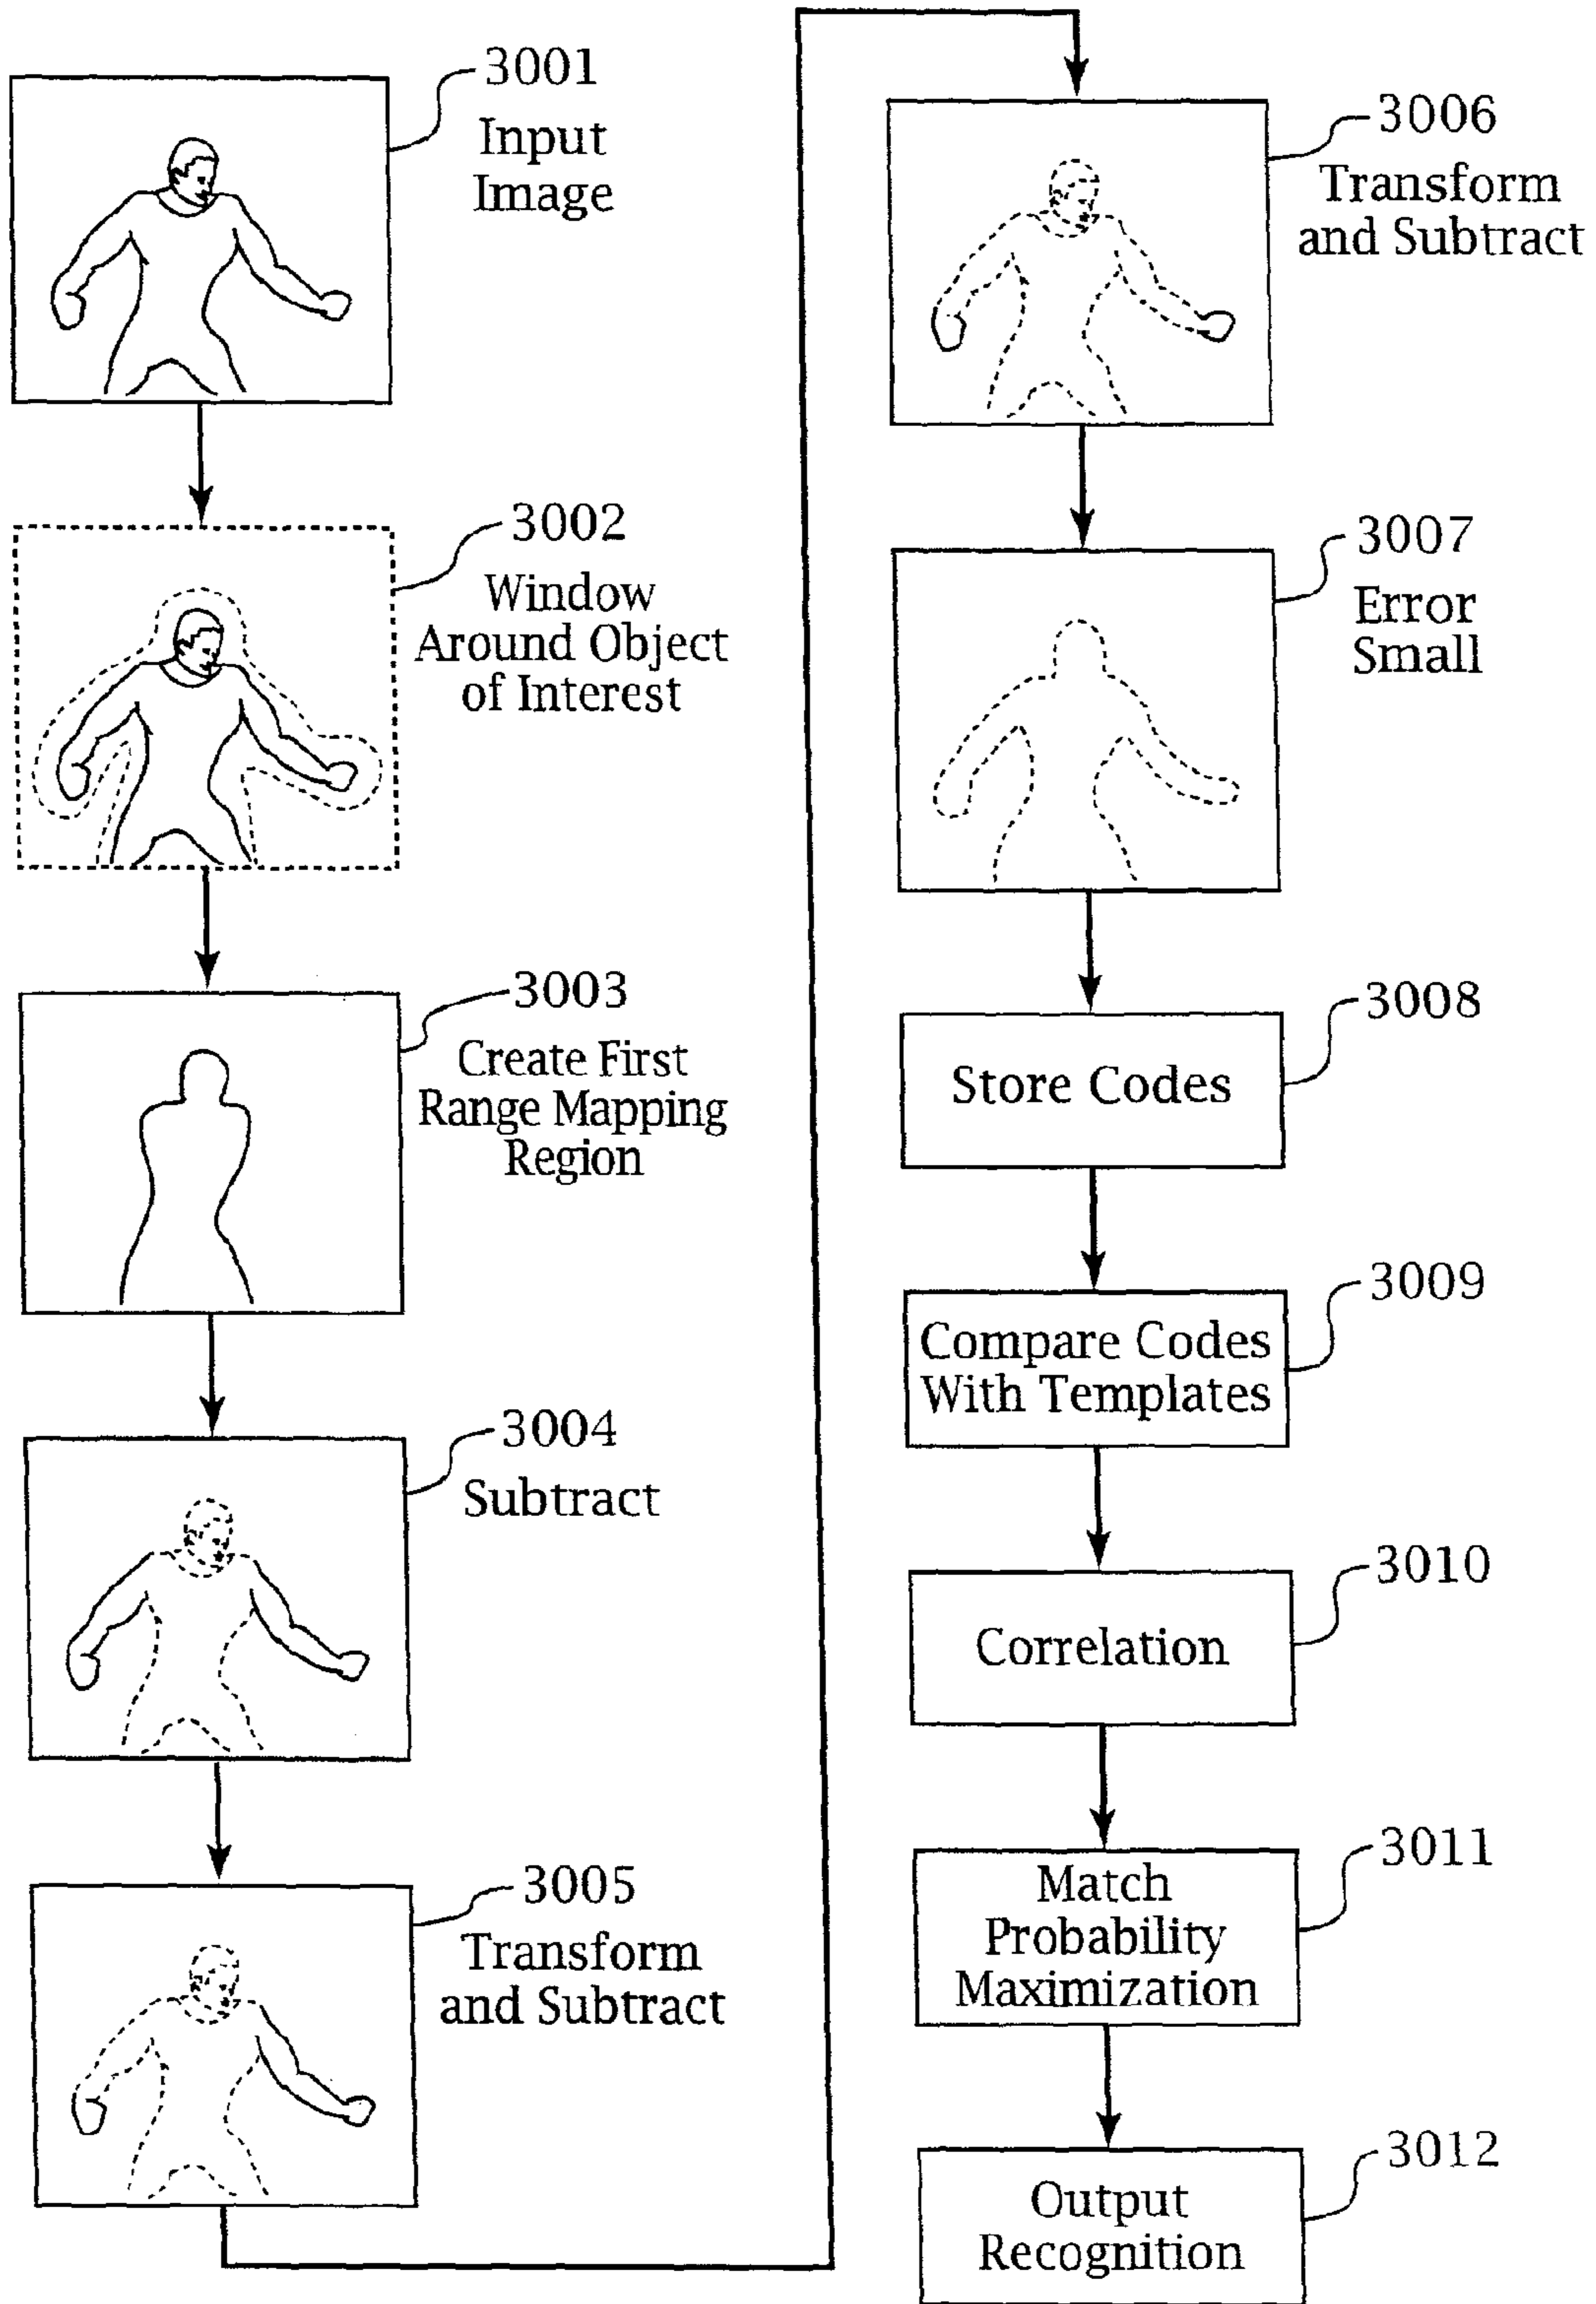 3001
Input
Image
3002
Window
Around Object
of Interest
3003
Create First
Range Mapping
Region
3004
Subtract
3005
Transform
and Subtract
3006
Transform
and Subtract
3007
Error
Small
3008
Store Codes
3009
Compare Codes
With Templates
3010
Correlation
3011
Match
Probability
Maximization
3012
Output
Recognition